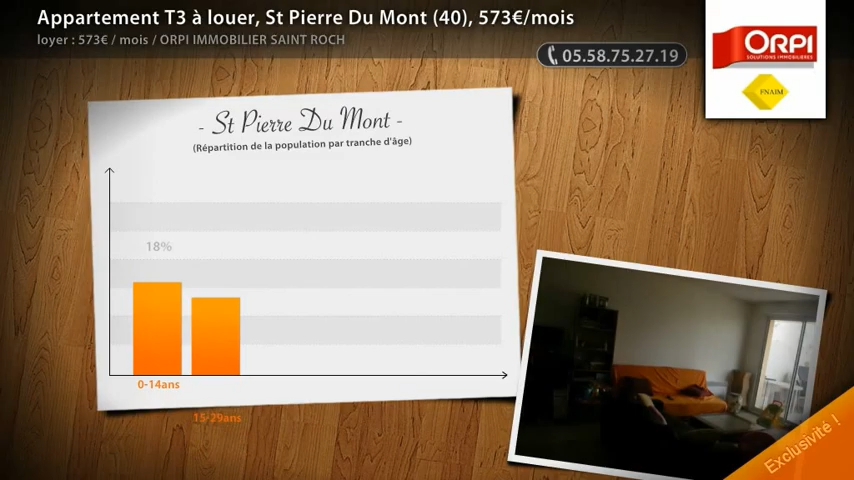 Appartement T3 à louer, St Pierre Du Mont (40), 573€/mois
loyer : 573€ / mois / ORPI IMMOBILIER SAINT ROCH
05.58.75.27.19
ORPI
SOLUTIONS IMMOBILIÈRES
FNAIM
- St Pierre Du Mont -
(Répartition de la population par tranche d'âge)
18%
0-14ans
15-29ans
Exclusivité !